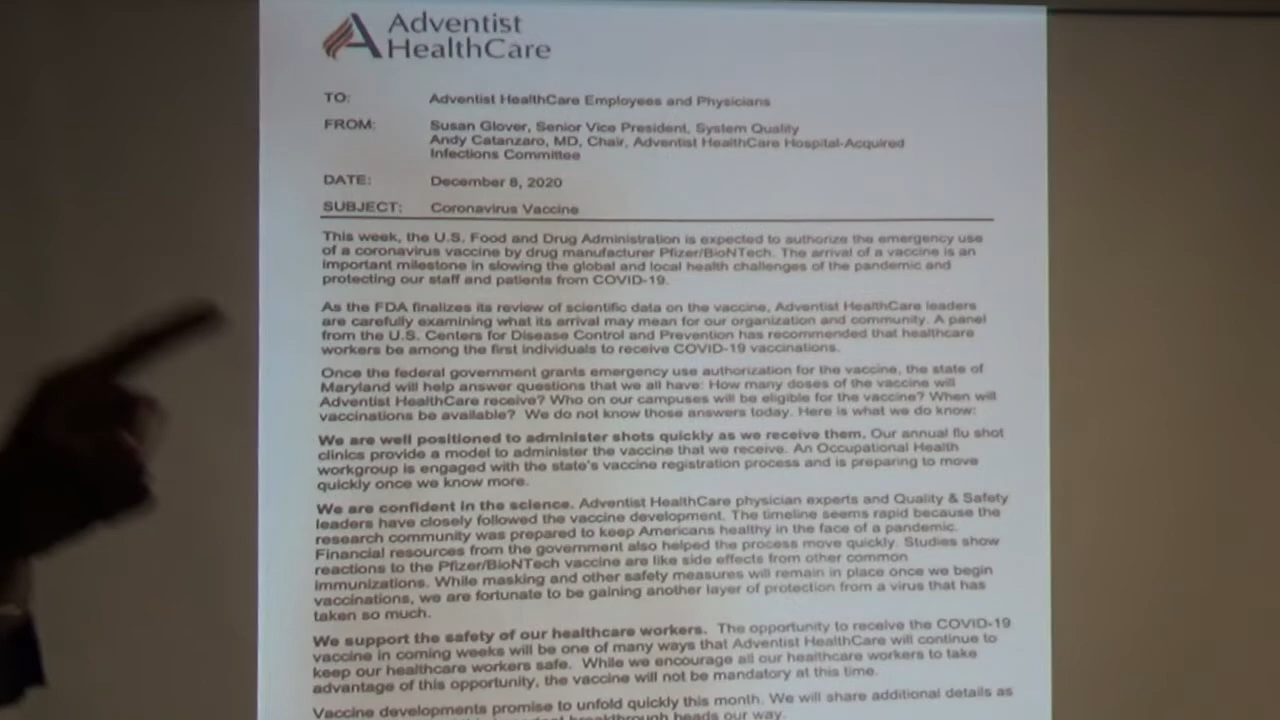 Adventist
HealthCare
TO: Adventist HealthCare Employees and Physicians
FROM: Susan Glover, Senior Vice President, System Quality
Andy Catanzaro, MD, Chair, Adventist HealthCare Hospital-Acquired
Infections Committee
DATE: December 8, 2020
SUBJECT: Coronavirus Vaccine
This week, the U.S. Food and Drug Administration is expected to authorize the emergency use
of a coronavirus vaccine by drug manufacturer Pfizer/BioNTech. The arrival of a vaccine is an
important milestone in slowing the global and local health challenges of the pandemic and
protecting our staff and patients from COVID-19.
As the FDA finalizes its review of scientific data on the vaccine, Adventist HealthCare leaders
are carefully examining what its arrival may mean for our organization and community. A panel
from the U.S. Centers for Disease Control and Prevention has recommended that healthcare
workers be among the first individuals to receive COVID-19 vaccinations.
Once the federal government grants emergency use authorization for the vaccine, the state of
Maryland will help answer questions that we all have: How many doses of the vaccine will
Adventist HealthCare receive? Who on our campuses will be eligible for the vaccine? When will
vaccinations be available? We do not know those answers today. Here is what we do know:
We are well positioned to administer shots quickly as we receive them. Our annual flu shot
clinics provide a model to administer the vaccine that we receive. An Occupational Health
workgroup is engaged with the state's vaccine registration process and is preparing to move
quickly once we know more.
We are confident in the science. Adventist HealthCare physician experts and Quality & Safety
leaders have closely followed the vaccine development. The timeline seems rapid because the
research community was prepared to keep Americans healthy in the face of a pandemic.
Financial resources from the government also helped the process move quickly. Studies show
reactions to the Pfizer/BioNTech vaccine are like side effects from other common
immunizations. While masking and other safety measures will remain in place once we begin
vaccinations, we are fortunate to be gaining another layer of protection from a virus that has
taken so much.
We support the safety of our healthcare workers. The opportunity to receive the COVID-19
vaccine in coming weeks will be one of many ways that Adventist HealthCare will continue to
keep our healthcare workers safe. While we encourage all our healthcare workers to take
advantage of this opportunity, the vaccine will not be mandatory at this time.
Vaccine developments promise to unfold quickly this month. We will share additional details as
breakthrough heads our way.